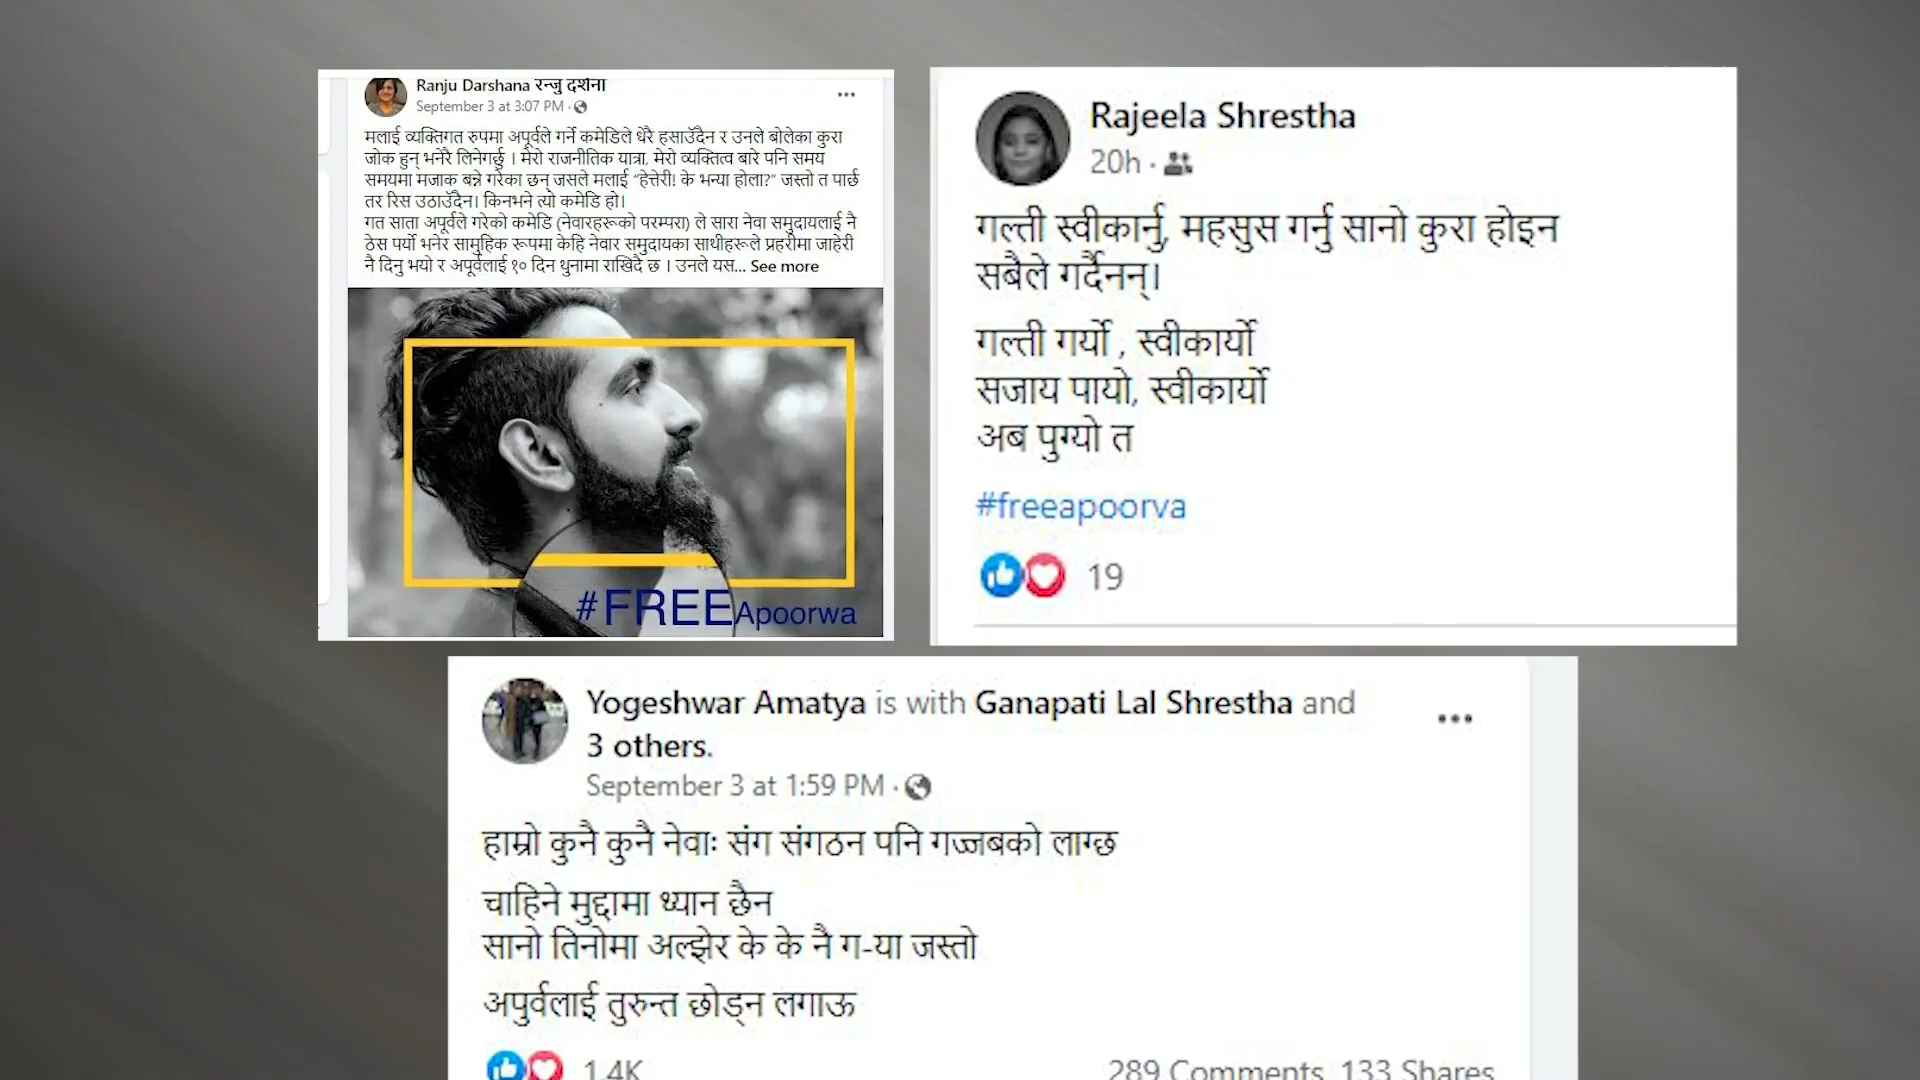 Ranju Darshana रन्जु दर्शना
September 3 at 3:07 PM ·
मलाई व्यक्तिगत रुपमा अपूर्वले गर्ने कमेडिले धेरै हसाउँदैन र उनले बोलेका कुरा
जोक हुन् भनेरै लिनेगर्छु । मेरो राजनीतिक यात्रा, मेरो व्यक्तित्व बारे पनि समय
समयमा मजाक बन्ने गरेका छन् जसले मलाई “हेत्तेरी! के भन्या होला?” जस्तो त पार्छ
तर रिस उठाउँदैन। किनभने त्यो कमेडि हो।
गत साता अपूर्वले गरेको कमेडि (नेवारहरूको परम्परा) ले सारा नेवा समुदायलाई नै
ठेस पर्यो भनेर सामुहिक रूपमा केहि नेवार समुदायका साथीहरूले प्रहरीमा जाहेरी
नै दिनु भयो र अपूर्वलाई १० दिन थुनामा राखिदै छ । उनले यस... See more
#FREEApoorwa
Rajeela Shrestha
20h ·
गल्ती स्वीकार्नु, महसुस गर्नु सानो कुरा होइन
सबैले गर्दैनन्।
गल्ती गर्यो , स्वीकार्यो
सजाय पायो, स्वीकार्यो
अब पुग्यो त
#freeapoorva
19
Yogeshwar Amatya is with Ganapati Lal Shrestha and
3 others.
September 3 at 1:59 PM ·
हाम्रो कुनै कुनै नेवाः संग संगठन पनि गज्जबको लाग्छ
चाहिने मुद्दामा ध्यान छैन
सानो तिनोमा अल्झेर के के नै ग-या जस्तो
अपुर्वलाई तुरुन्त छोड्न लगाऊ
1.4K
289 Comments 133 Shares